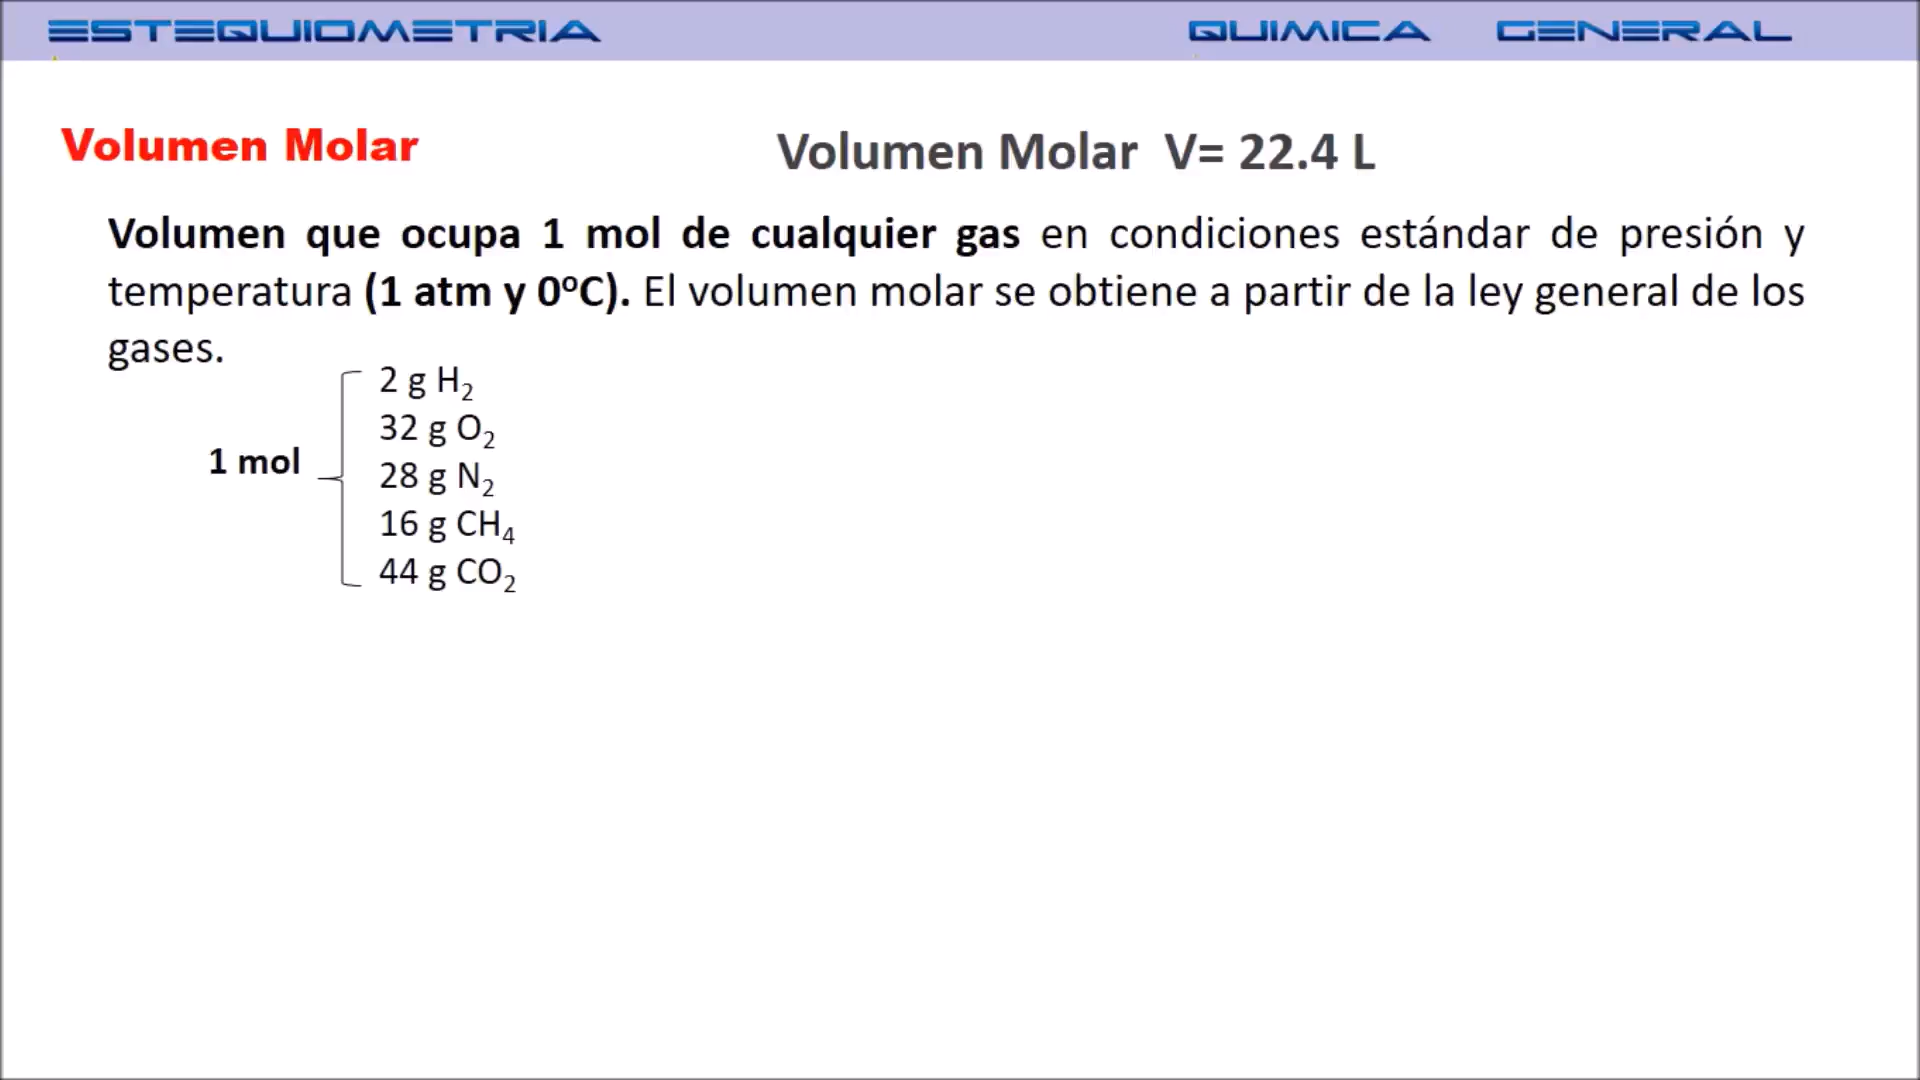 ESTEQUIOMETRIA QUIMICA GENERAL
Volumen Molar
Volumen Molar V= 22.4 L
Volumen que ocupa 1 mol de cualquier gas en condiciones estándar de presión y
temperatura (1 atm y 0ºC). El volumen molar se obtiene a partir de la ley general de los
gases.
1 mol
2 g H₂
32 g O₂
28 g N₂
16 g CH₄
44 g CO₂